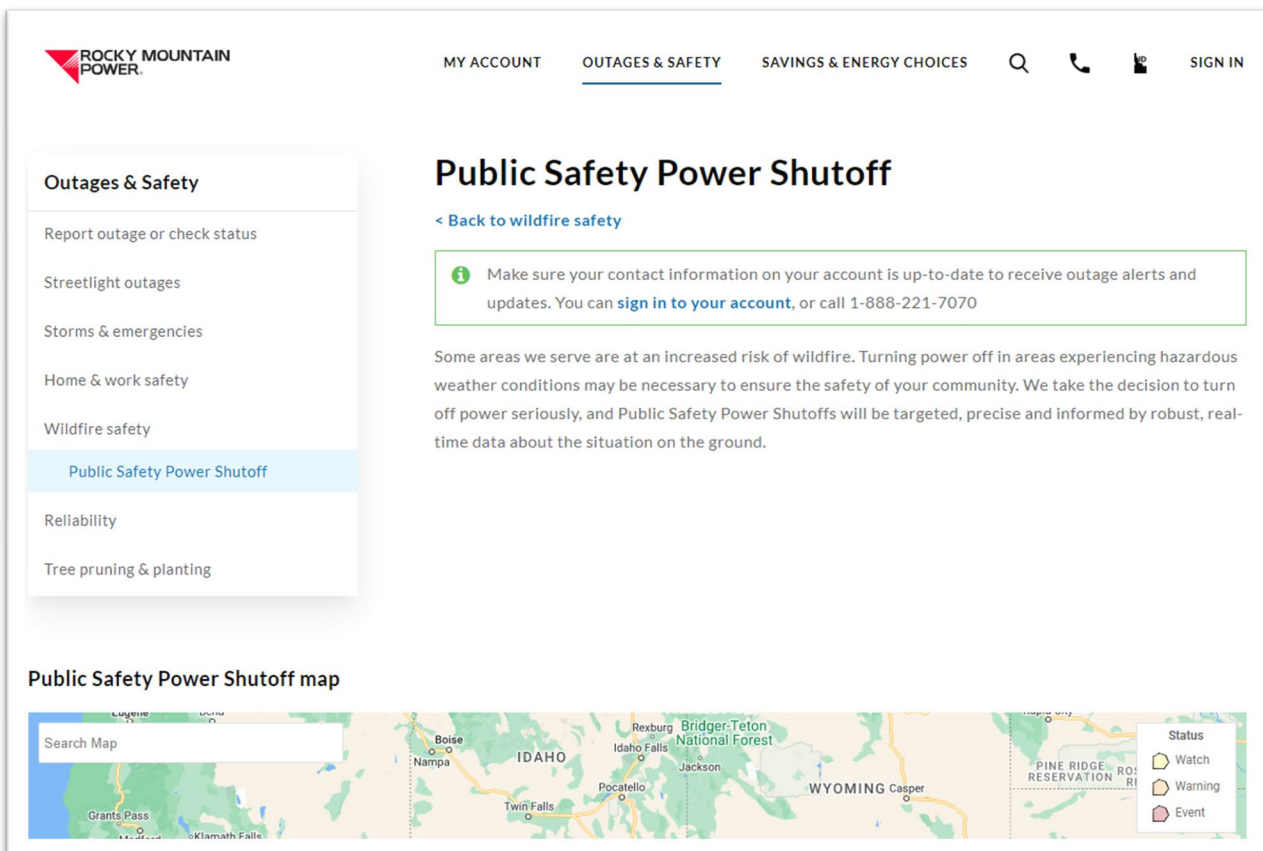 ROCKY MOUNTAIN
POWER.
MY ACCOUNT
OUTAGES & SAFETY
SAVINGS & ENERGY CHOICES
ID
SIGN IN
Outages & Safety
Report outage or check status
Streetlight outages
Storms & emergencies
Home & work safety
Wildfire safety
Public Safety Power Shutoff
Reliability
Tree pruning & planting
Public Safety Power Shutoff
< Back to wildfire safety
Make sure your contact information on your account is up-to-date to receive outage alerts and
updates. You can sign in to your account, or call 1-888-221-7070
Some areas we serve are at an increased risk of wildfire. Turning power off in areas experiencing hazardous
weather conditions may be necessary to ensure the safety of your community. We take the decision to turn
off power seriously, and Public Safety Power Shutoffs will be targeted, precise and informed by robust, real-
time data about the situation on the ground.
Public Safety Power Shutoff map
Search Map
Eugene
Bend
Grants Pass
Medford
Klamath Falls
Boise
Nampa
IDAHO
Twin Falls
Rexburg
Idaho Falls
Pocatello
Bridger-Teton
National Forest
Jackson
WYOMING
Casper
Rapid City
PINE RIDGE
RESERVATION
Status
Watch
Warning
Event